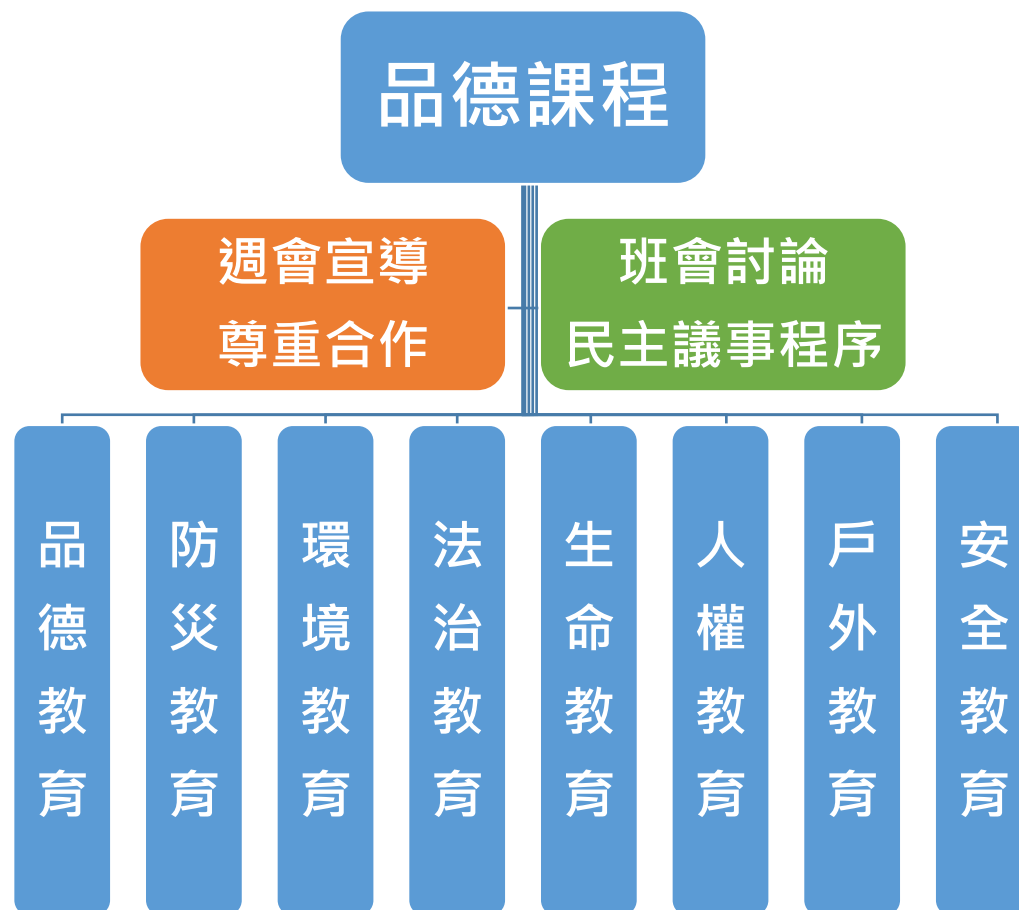 品德課程
週會宣導
尊重合作
班會討論
民主議事程序
品德教育
防災教育
環境教育
法治教育
生命教育
人權教育
戶外教育
安全教育